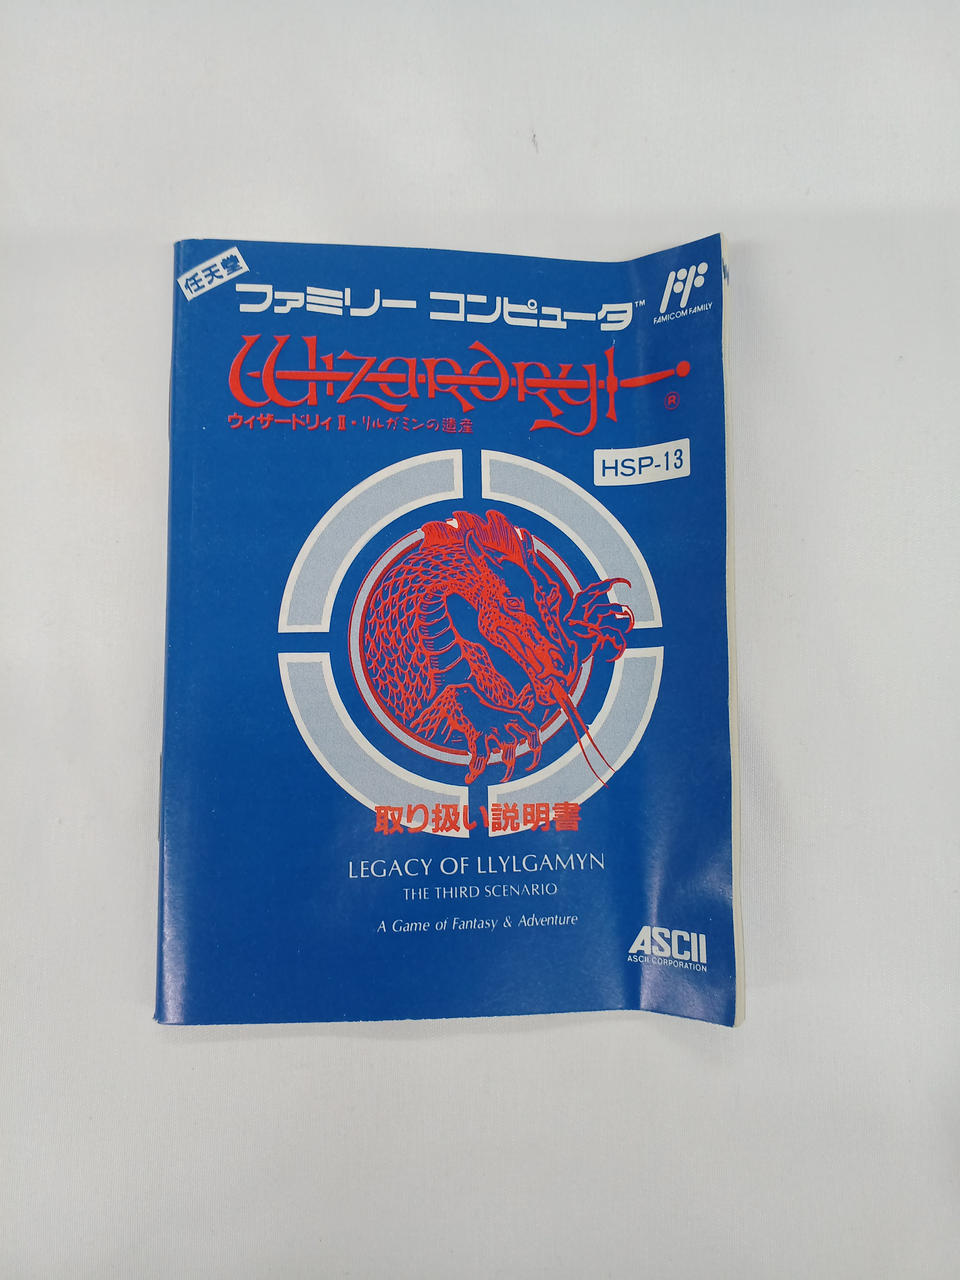 任天堂
ファミリー コンピュータ™
FAMICOM FAMILY
Wizardry
®
ウィザードリィⅡ・リルガミンの遺産
HSP-13
取り扱い説明書
LEGACY OF LLYLGAMYN
THE THIRD SCENARIO
A Game of Fantasy & Adventure
ASCII
ASCII CORPORATION